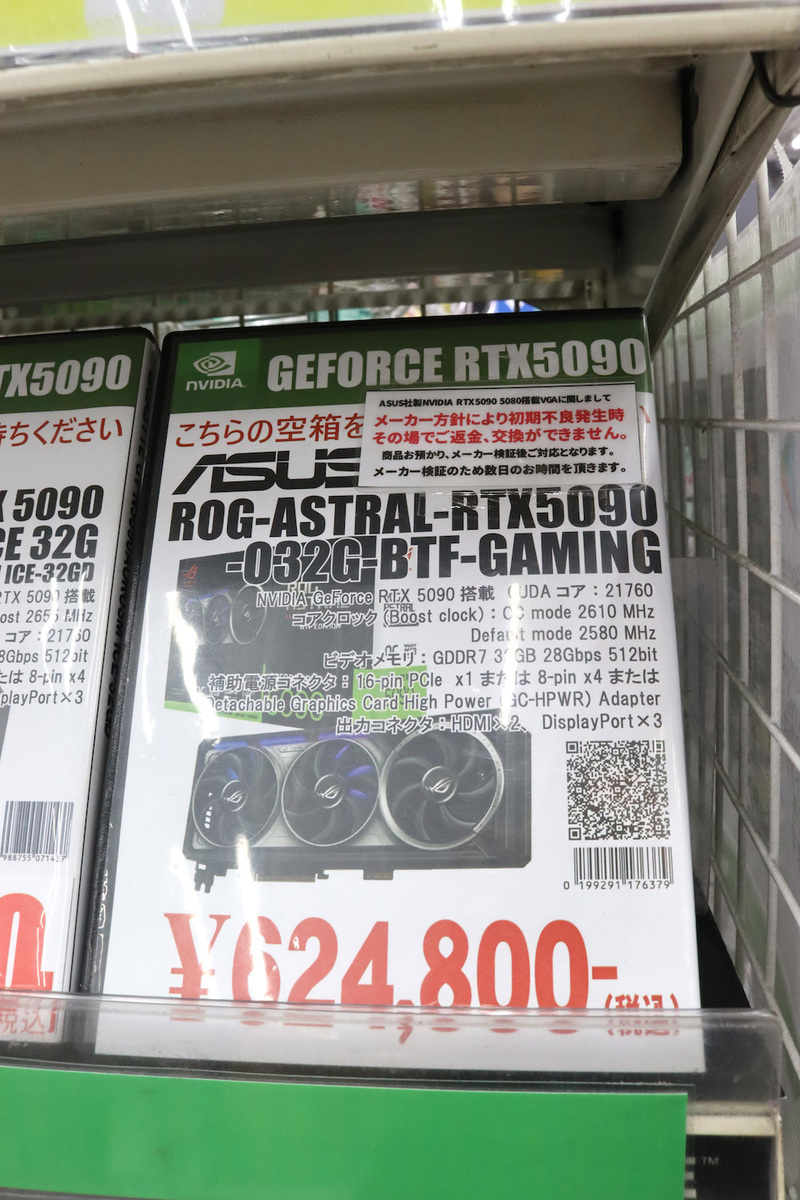 TX5090
待ちください
X 5090
CE 32G
ICE-32GD
RTX 5090 搭載
ost 2655 MHz
コア：21760
28Gbps 512bit
たは 8-pin x4
splayPort×3
988755071437
税込】
NVIDIA.
GEFORCE RTX5090
こちらの空箱を
ASUS社製NVIDIA RTX5090 5080搭載VGAに関しまして
メーカー方針により初期不良発生時
その場でご返金、交換ができません。
商品お預かり、メーカー検証後ご対応となります。
メーカー検証のため数日のお時間を頂きます。
ASUS
ROG-ASTRAL-RTX5090
-O32G-BTF-GAMING
NVIDIA GeForce RTX 5090 搭載 CUDA コア：21760
コアクロック (Boost clock)：OC mode 2610 MHz
Default mode 2580 MHz
ビデオメモリ：GDDR7 32GB 28Gbps 512bit
補助電源コネクタ：16-pin PCIe x1 または 8-pin x4 または
Detachable Graphics Card High Power (GC-HPWR) Adapter
出力コネクタ：HDMI×2、 DisplayPort×3
0 199291 176379
¥624,800-
(税込)
TM